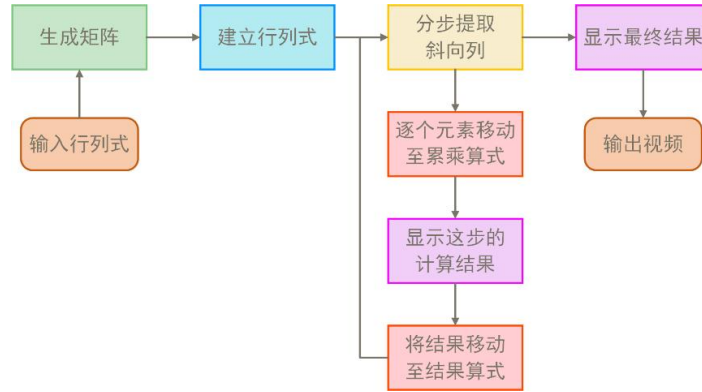 生成矩阵
建立行列式
分步提取
斜向列
显示最终结果
输入行列式
逐个元素移动
至累乘算式
输出视频
显示这步的
计算结果
将结果移动
至结果算式